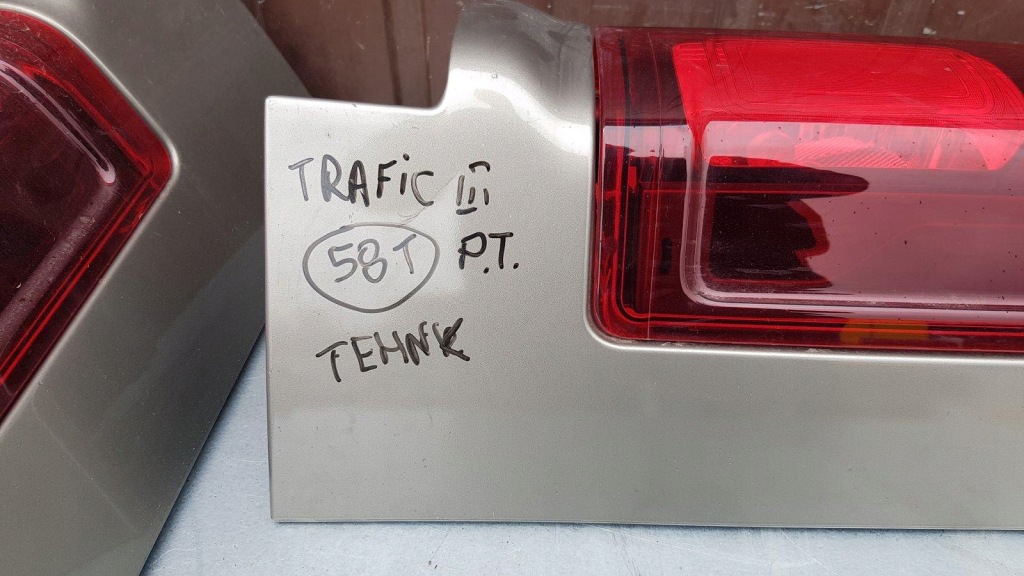 TRAFiC III
58T P.T.
TEHNK